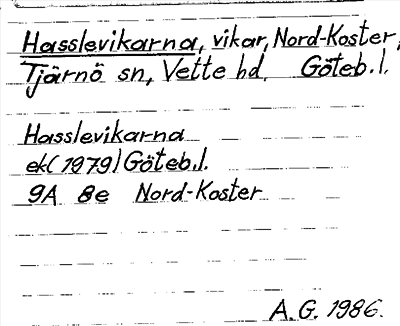 Hasslevikarna, vikar, Nord-Koster,
Tjärnö sn, Vette hd, Göteb.l.
Hasslevikarna
ek(1979) Göteb.l.
9A 8e Nord-Koster
A.G. 1986.